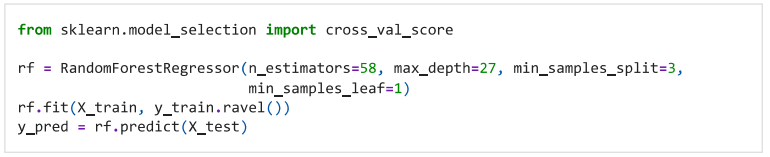 from sklearn.model_selection import cross_val_score
rf = RandomForestRegressor(n_estimators=58, max_depth=27, min_samples_split=3,
min_samples_leaf=1)
rf.fit(X_train, y_train.ravel())
y_pred = rf.predict(X_test)